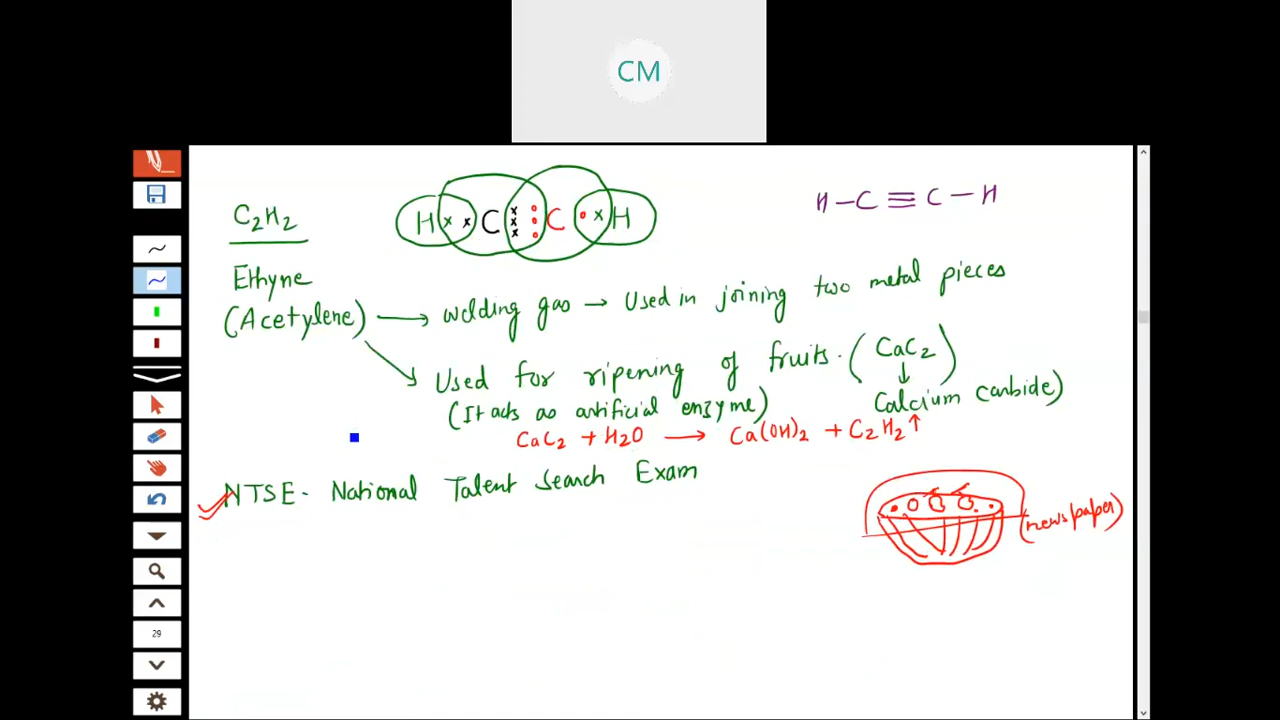 CM
C₂H₂
H × × C × × × C × H
H – C ≡ C – H
Ethyne
(Acetylene) → welding gas → Used in joining two metal pieces
Used for ripening of fruits. (CaC₂)
↓
(It acts as artificial enzyme)
Calcium carbide)
CaC₂ + H₂O → Ca(OH)₂ + C₂H₂↑
NTSE - National Talent Search Exam
(newspaper)
29